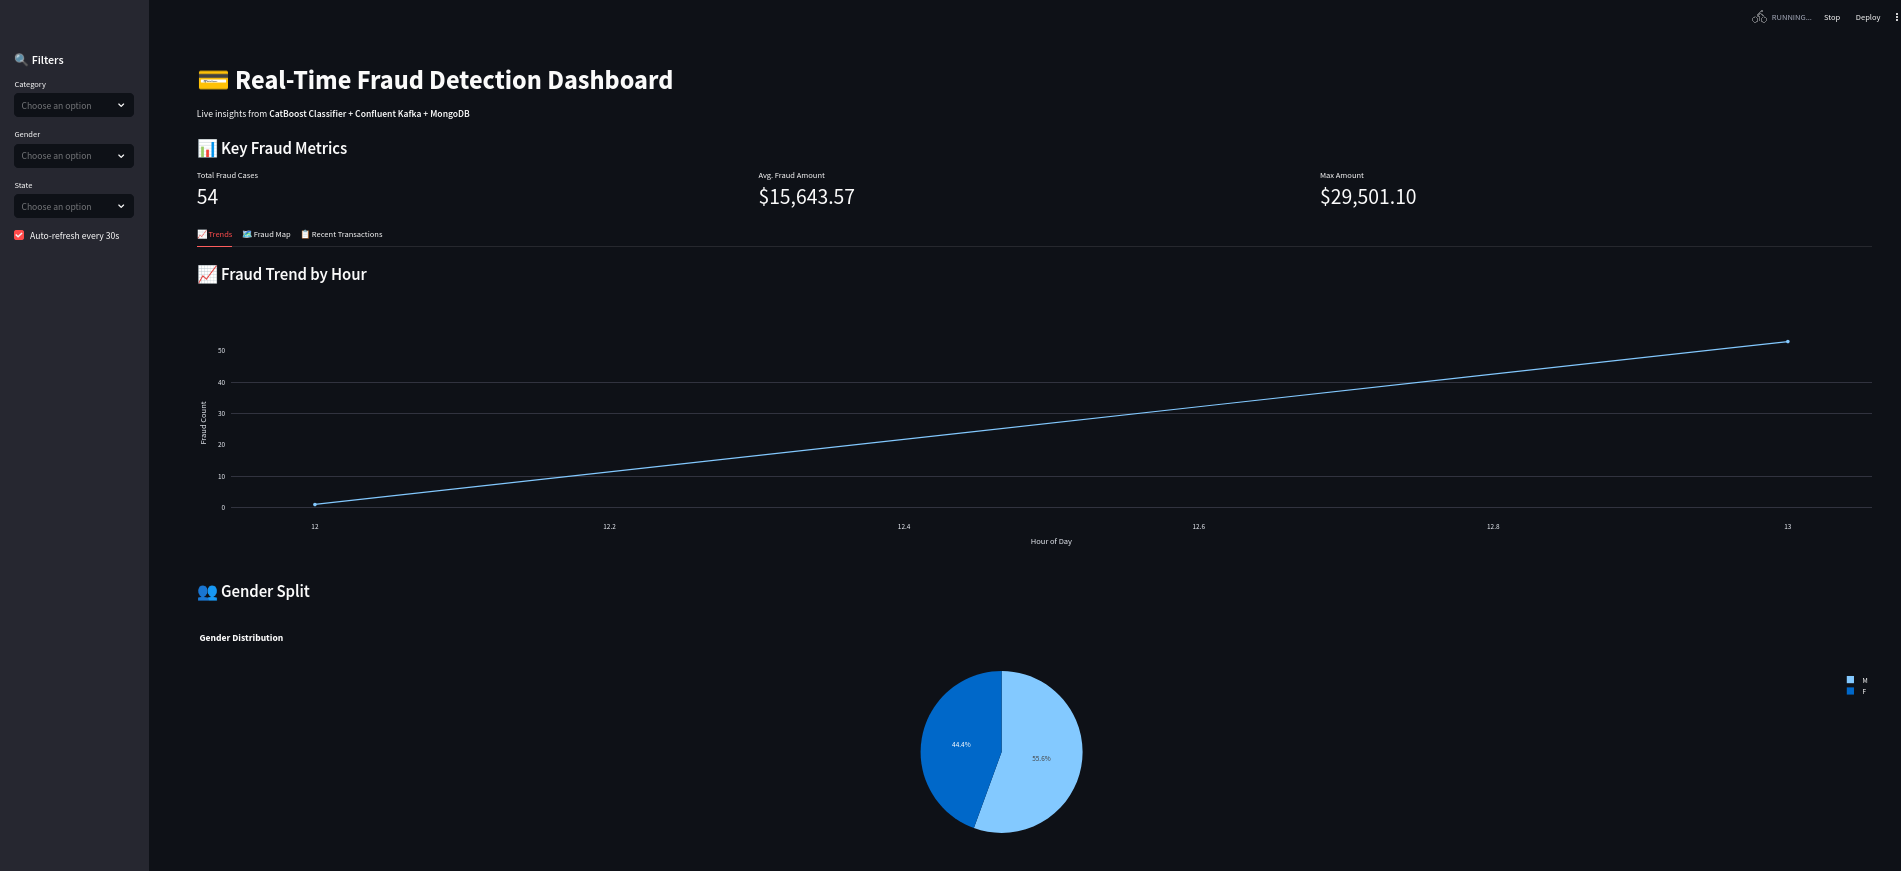 RUNNING...
Stop
Deploy
Filters
Category
Choose an option
Gender
Choose an option
State
Choose an option
Auto-refresh every 30s
Real-Time Fraud Detection Dashboard
Live insights from CatBoost Classifier + Confluent Kafka + MongoDB
Key Fraud Metrics
Total Fraud Cases
54
Avg. Fraud Amount
$15,643.57
Max Amount
$29,501.10
Trends
Fraud Map
Recent Transactions
Fraud Trend by Hour
50
40
30
20
10
0
Fraud Count
12
12.2
12.4
12.6
12.8
13
Hour of Day
Gender Split
Gender Distribution
44.4%
55.6%
M
F